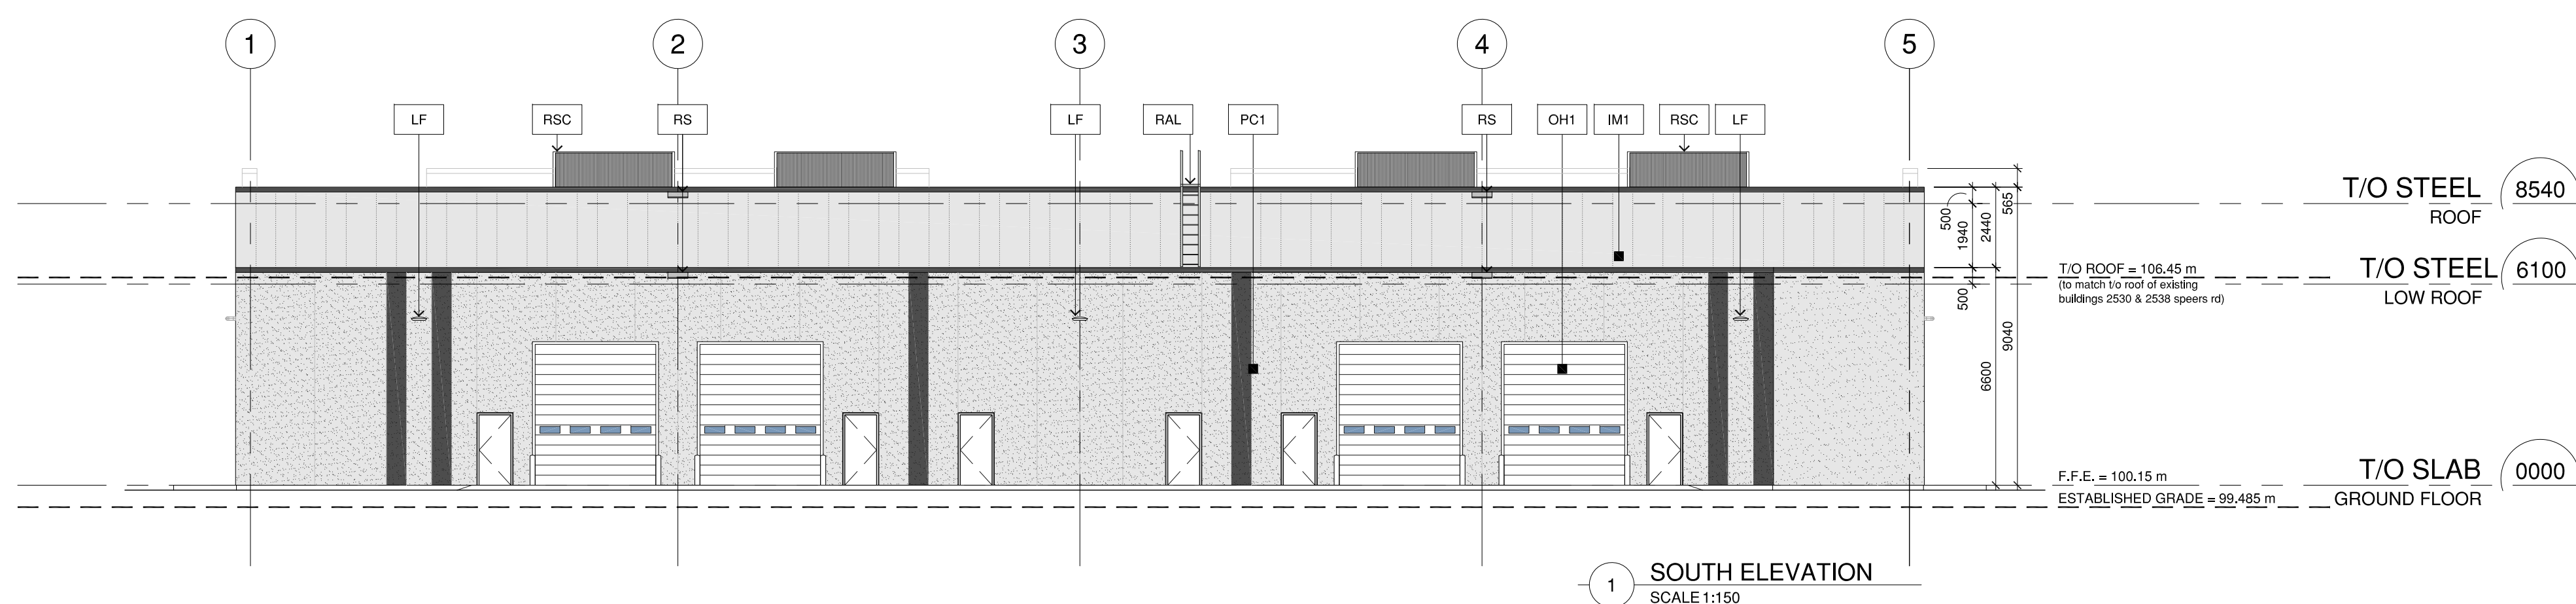 1
2
3
4
5
LF
RSC
RS
LF
RAL
PC1
RS
OH1
IM1
RSC
LF
T/O STEEL
8540
ROOF
500
1940
2440
565
T/O ROOF = 106.45 m
(to match t/o roof of existing
buildings 2530 & 2538 speers rd)
T/O STEEL
6100
LOW ROOF
500
9040
6600
F.F.E. = 100.15 m
T/O SLAB
0000
ESTABLISHED GRADE = 99.485 m
GROUND FLOOR
1
SOUTH ELEVATION
SCALE 1:150